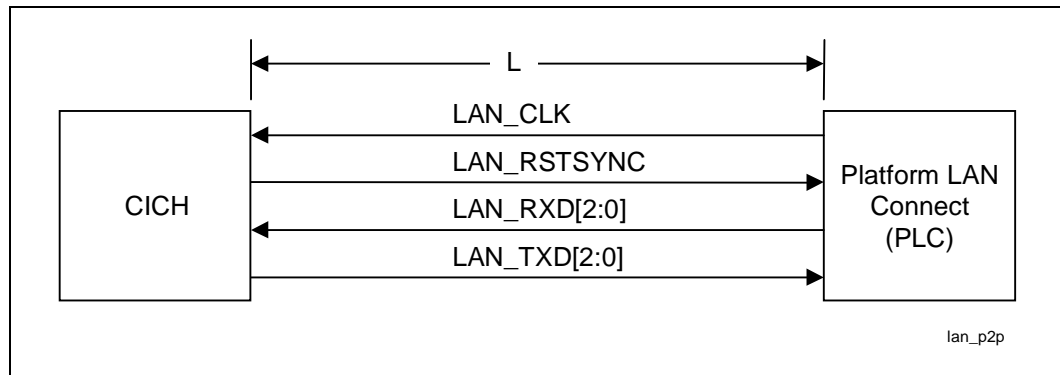 L
LAN_CLK
LAN_RSTSYNC
CICH
LAN_RXD[2:0]
LAN_TXD[2:0]
Platform LAN
Connect
(PLC)
lan_p2p